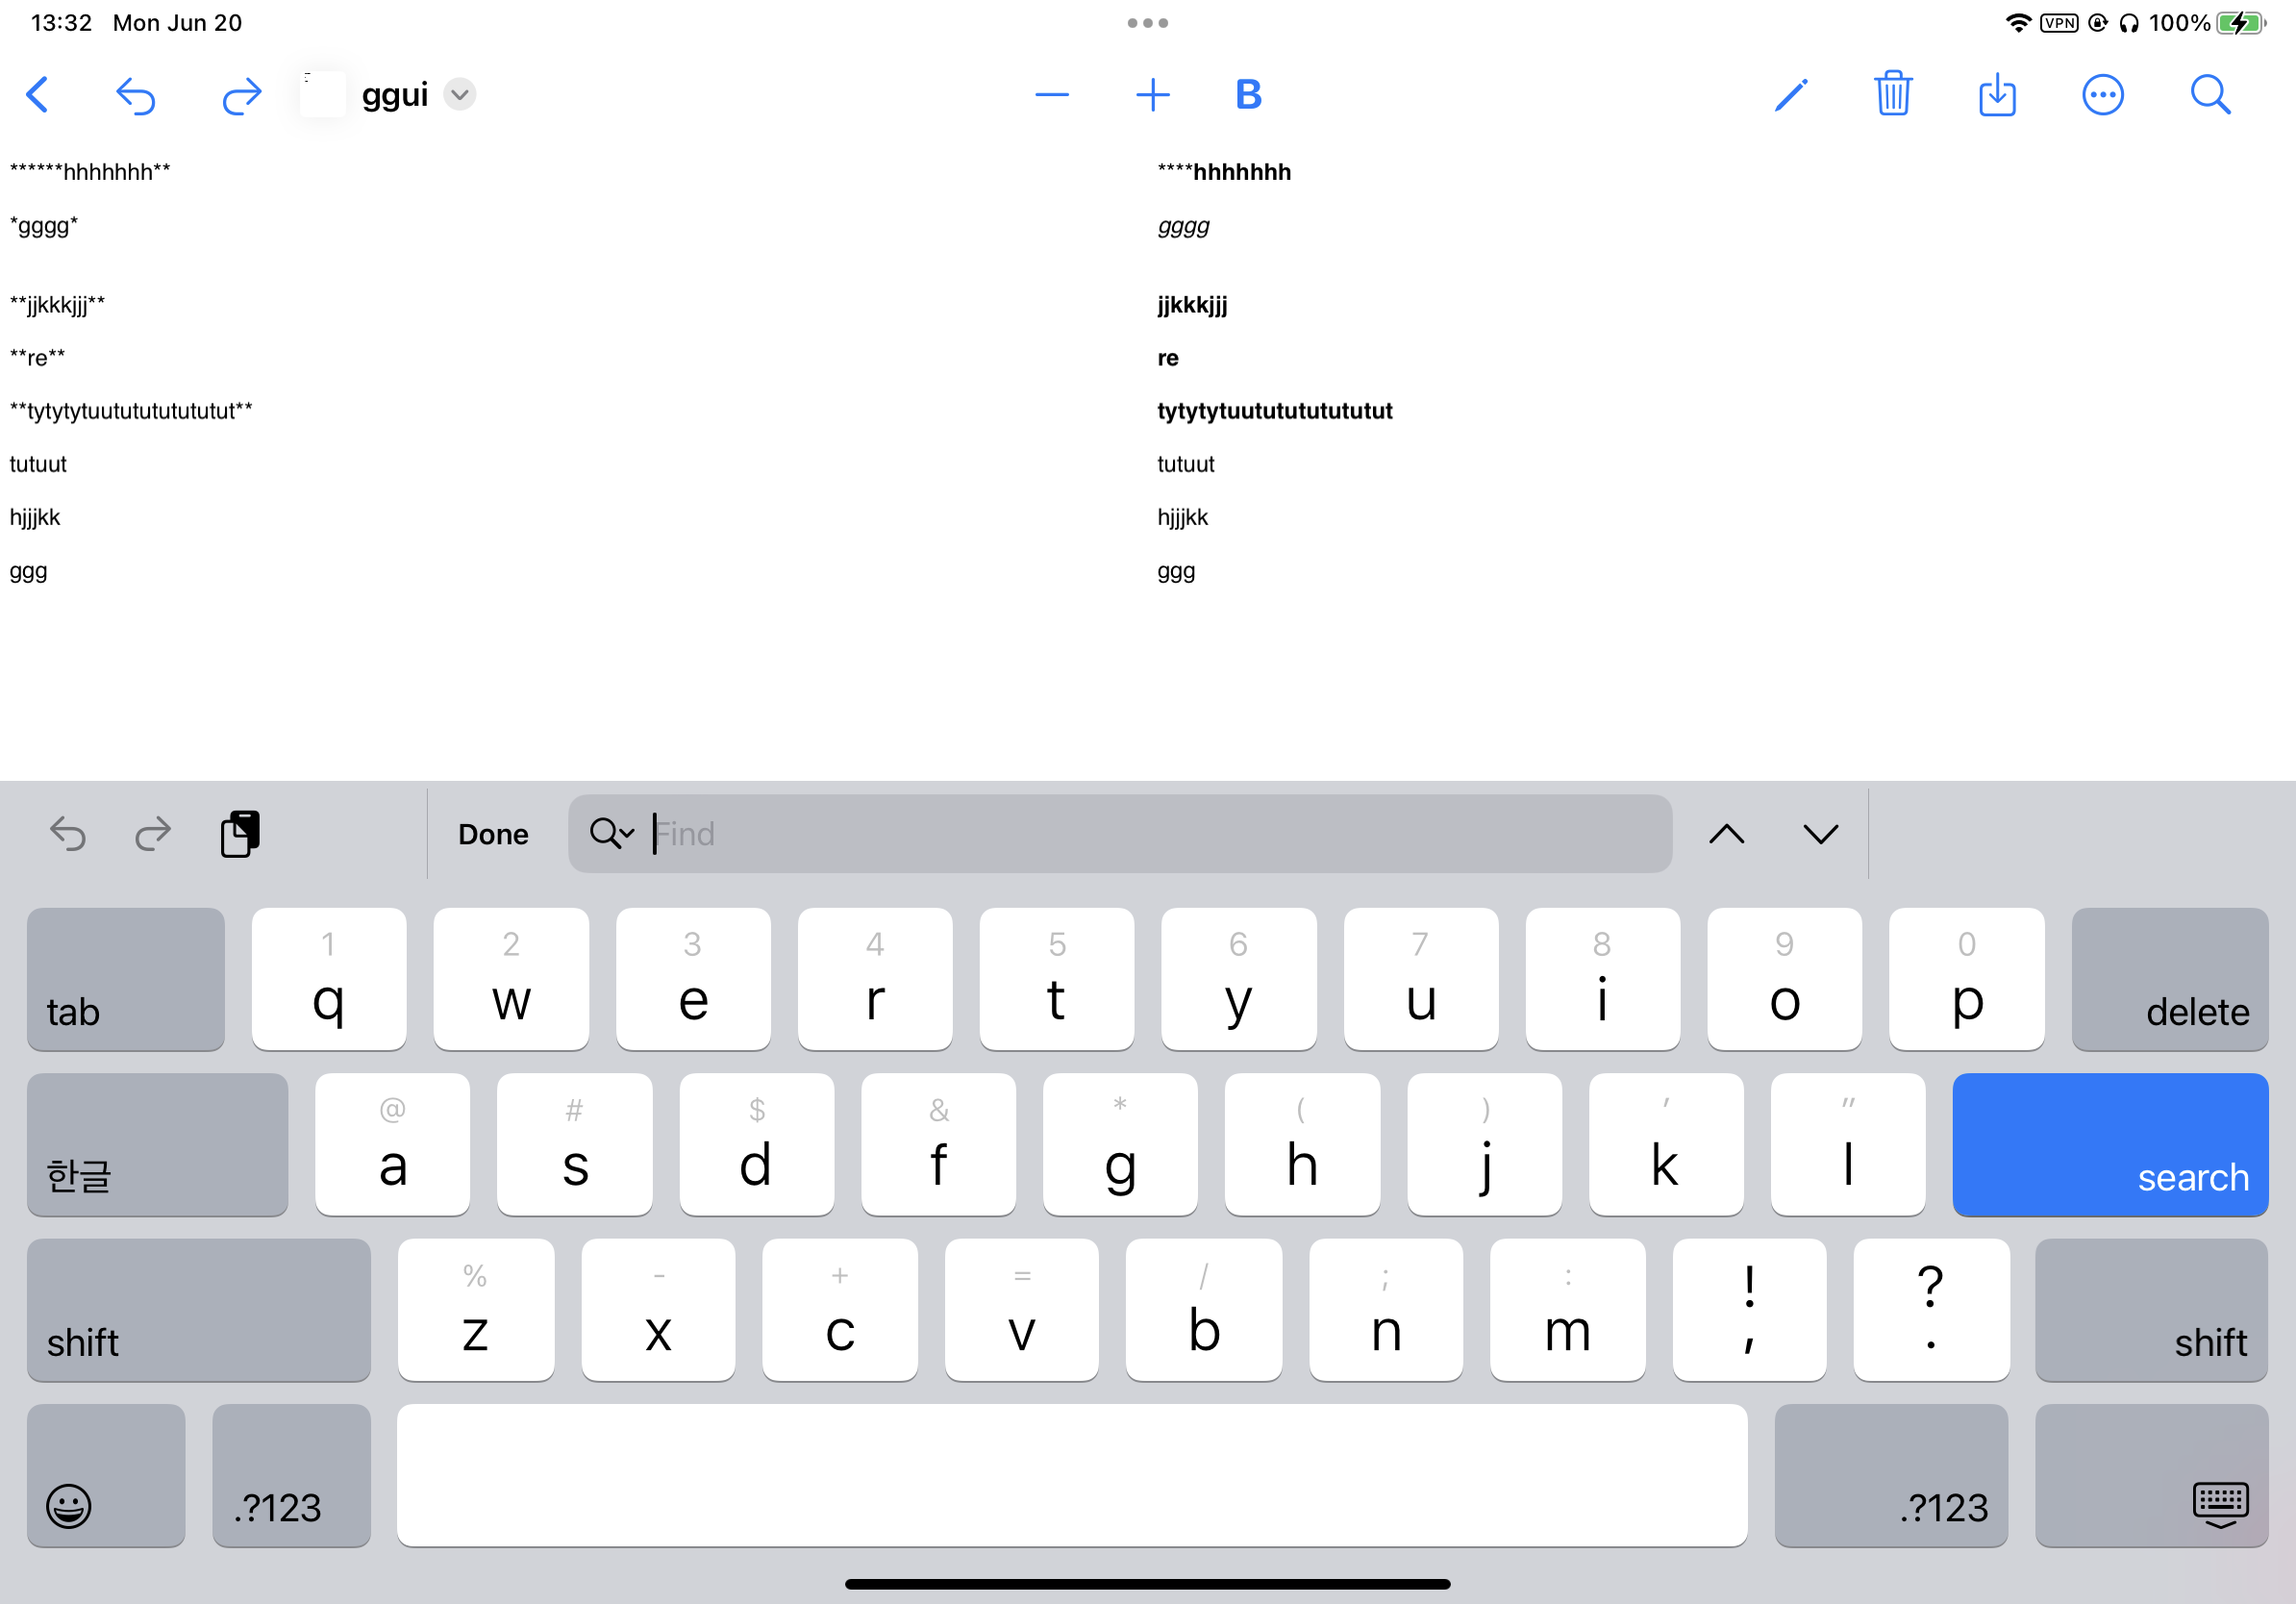 13:32 Mon Jun 20
VPN 100%
ggui
B
******hhhhhhh**
*gggg*
**jjkkkjjj**
**re**
**tytytytuutututututut**
tutuut
hjjjkk
ggg
****hhhhhhh
gggg
jjkkkjjj
re
tytytytuutututututut
tutuut
hjjjkk
ggg
Done Find
1 2 3 4 5 6 7 8 9 0
tab q w e r t y u i o p delete
@ # $ & * ( ) ' "
한글 a s d f g h j k l search
% - + = / ; : ! ?
shift z x c v b n m , . shift
.?123 .?123